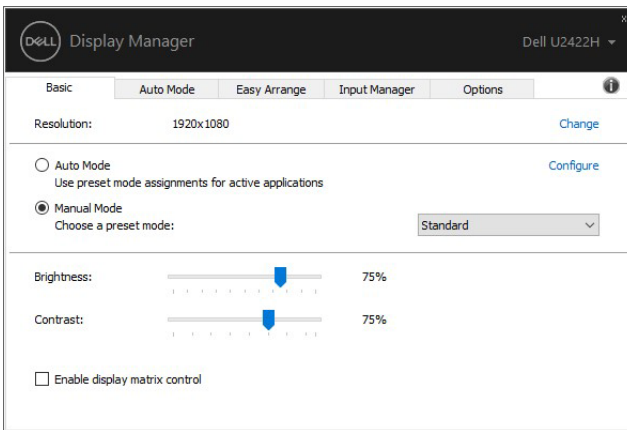 x
DELL Display Manager Dell U2422H
Basic Auto Mode Easy Arrange Input Manager Options i
Resolution: 1920x1080 Change
Auto Mode Configure
Use preset mode assignments for active applications
Manual Mode
Choose a preset mode: Standard
Brightness: 75%
Contrast: 75%
Enable display matrix control